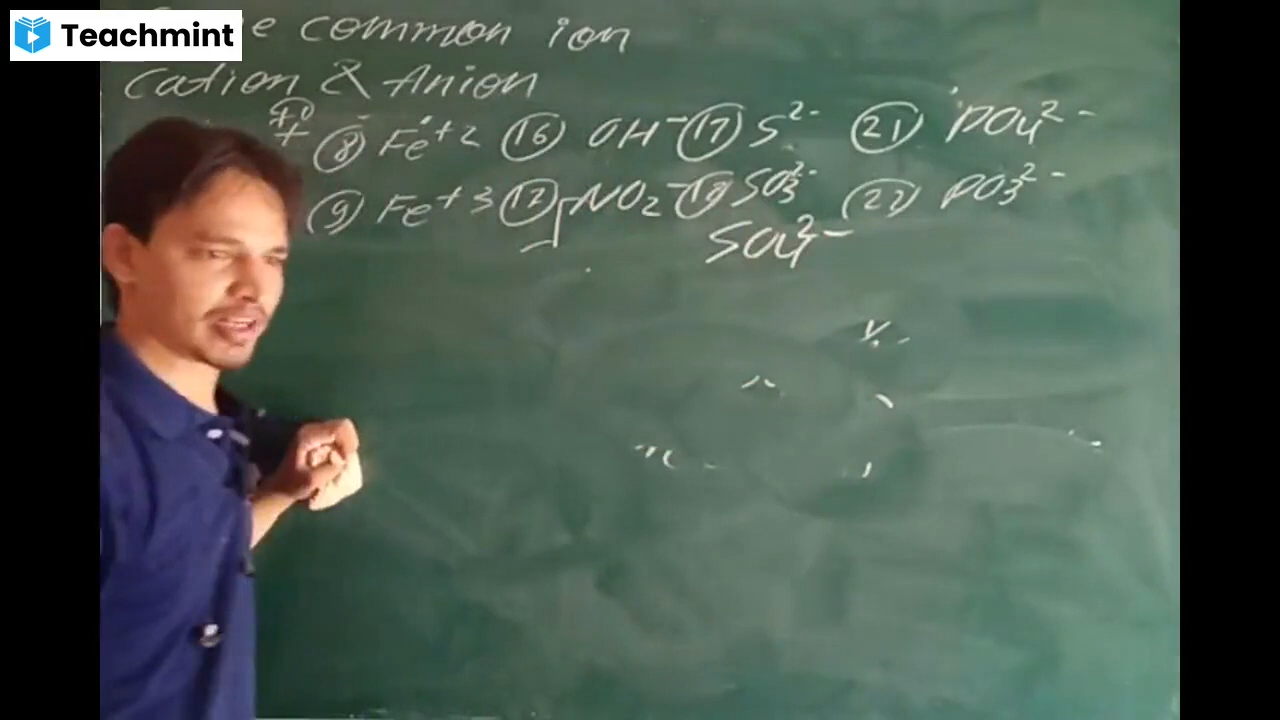 Teachmint
common ion
Cation & Anion
+ (8) Fe+2 (16) OH- (17) S2- (21) PO42-
(9) Fe+3 (12) NO2- SO32- (22) PO32-
SO42-